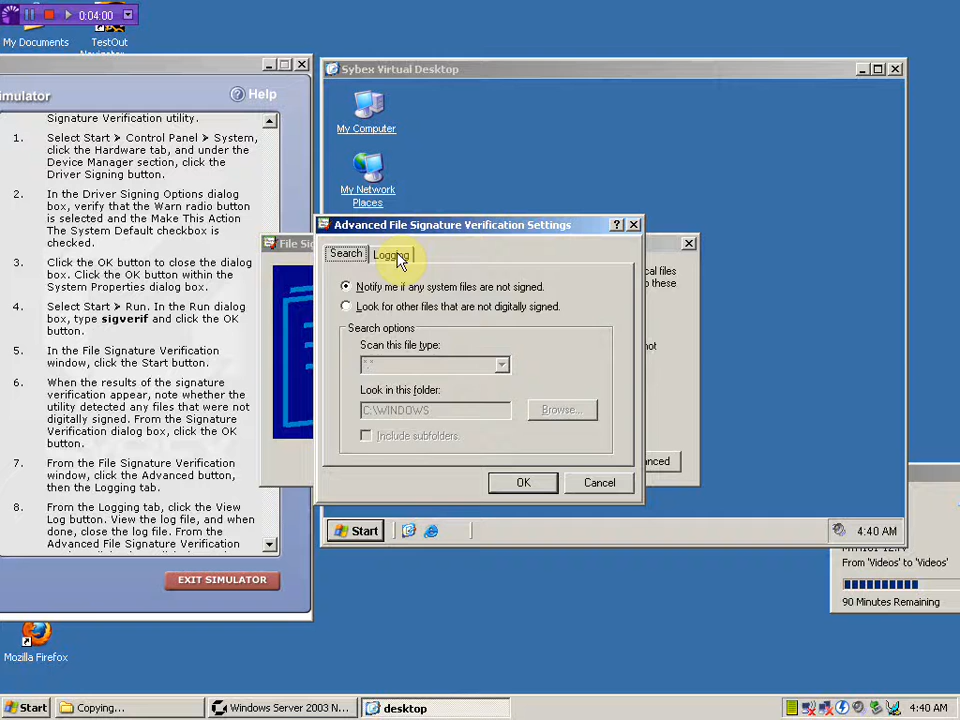 0:04:00
My Documents
TestOut
imulator
Help
Signature Verification utility.
1. Select Start ➤ Control Panel ➤ System,
click the Hardware tab, and under the
Device Manager section, click the
Driver Signing button.
2. In the Driver Signing Options dialog
box, verify that the Warn radio button
is selected and the Make This Action
The System Default checkbox is
checked.
3. Click the OK button to close the dialog
box. Click the OK button within the
System Properties dialog box.
4. Select Start ➤ Run. In the Run dialog
box, type sigverif and click the OK
button.
5. In the File Signature Verification
window, click the Start button.
6. When the results of the signature
verification appear, note whether the
utility detected any files that were not
digitally signed. From the Signature
Verification dialog box, click the OK
button.
7. From the File Signature Verification
window, click the Advanced button,
then the Logging tab.
8. From the Logging tab, click the View
Log button. View the log file, and when
done, close the log file. From the
Advanced File Signature Verification
EXIT SIMULATOR
Mozilla Firefox
Sybex Virtual Desktop
My Computer
My Network
Places
File Sig
cal files
to these
not
anced
Advanced File Signature Verification Settings
Search
Logging
Notify me if any system files are not signed.
Look for other files that are not digitally signed.
Search options
Scan this file type:
*.*
Look in this folder:
C:\WINDOWS
Browse...
Include subfolders.
OK
Cancel
Start
4:40 AM
From 'Videos' to 'Videos'
90 Minutes Remaining
Start
Copying...
Windows Server 2003 N...
desktop
4:40 AM